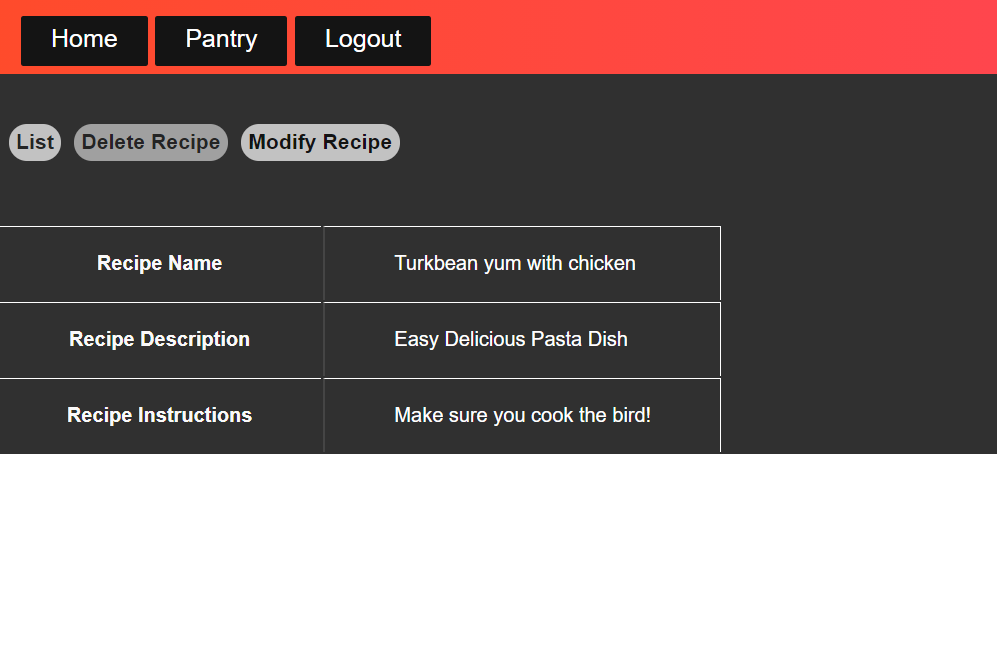 Home Pantry Logout
List Delete Recipe Modify Recipe
Recipe Name Turkbean yum with chicken
Recipe Description Easy Delicious Pasta Dish
Recipe Instructions Make sure you cook the bird!